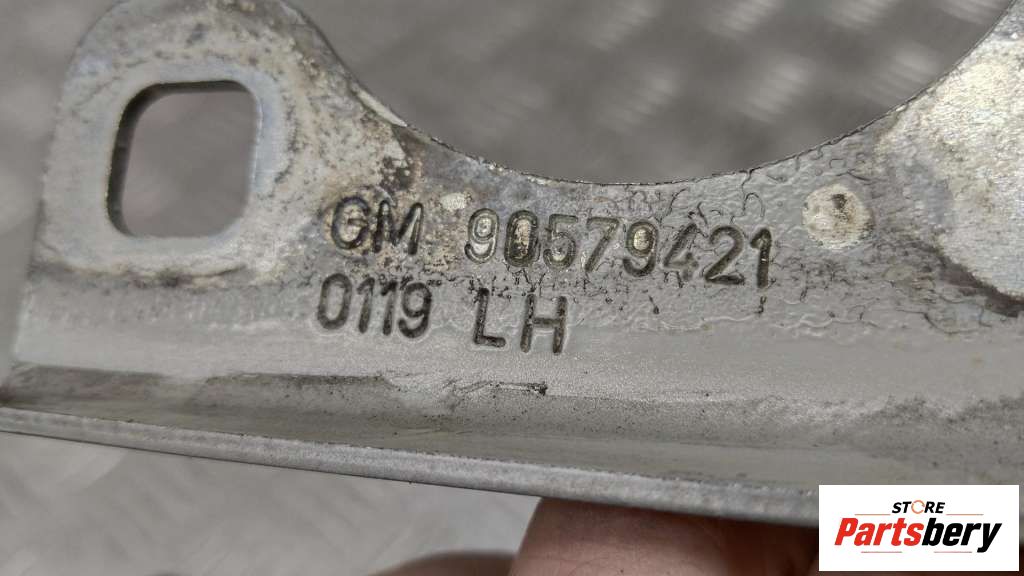 GM 90579421
0119 LH
STORE
Partsbery